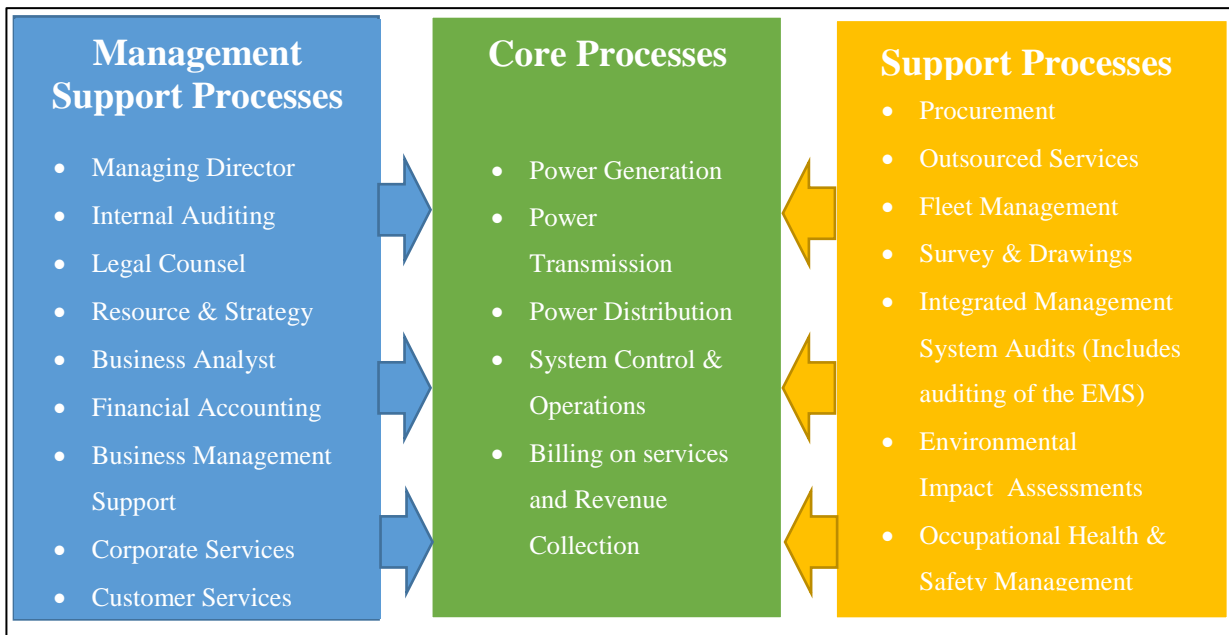 Management
Support Processes
• Managing Director
• Internal Auditing
• Legal Counsel
• Resource & Strategy
• Business Analyst
• Financial Accounting
• Business Management
Support
• Corporate Services
• Customer Services
Core Processes
• Power Generation
• Power
Transmission
• Power Distribution
• System Control &
Operations
• Billing on services
and Revenue
Collection
Support Processes
• Procurement
• Outsourced Services
• Fleet Management
• Survey & Drawings
• Integrated Management
System Audits (Includes
auditing of the EMS)
• Environmental
Impact Assessments
• Occupational Health &
Safety Management